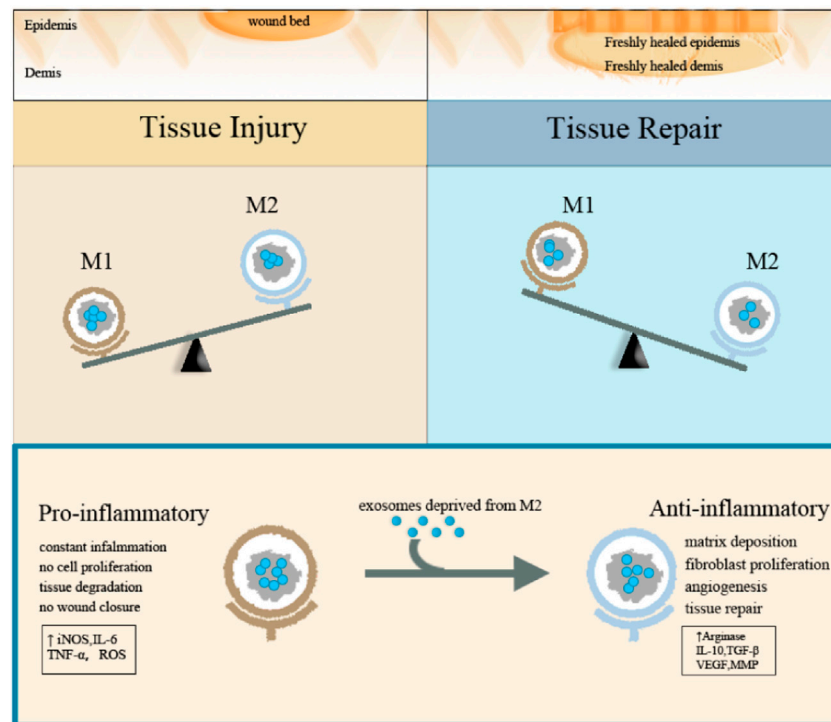 Epidemis
wound bed
Demis
Freshly healed epidemis
Freshly healed demis
Tissue Injury
Tissue Repair
M1
M2
M1
M2
Pro-inflammatory
constant infalmmation
no cell proliferation
tissue degradation
no wound closure
↑ iNOS,IL-6
TNF-α, ROS
exosomes deprived from M2
Anti-inflammatory
matrix deposition
fibroblast proliferation
angiogenesis
tissue repair
↑Arginase
IL-10,TGF-β
VEGF,MMP